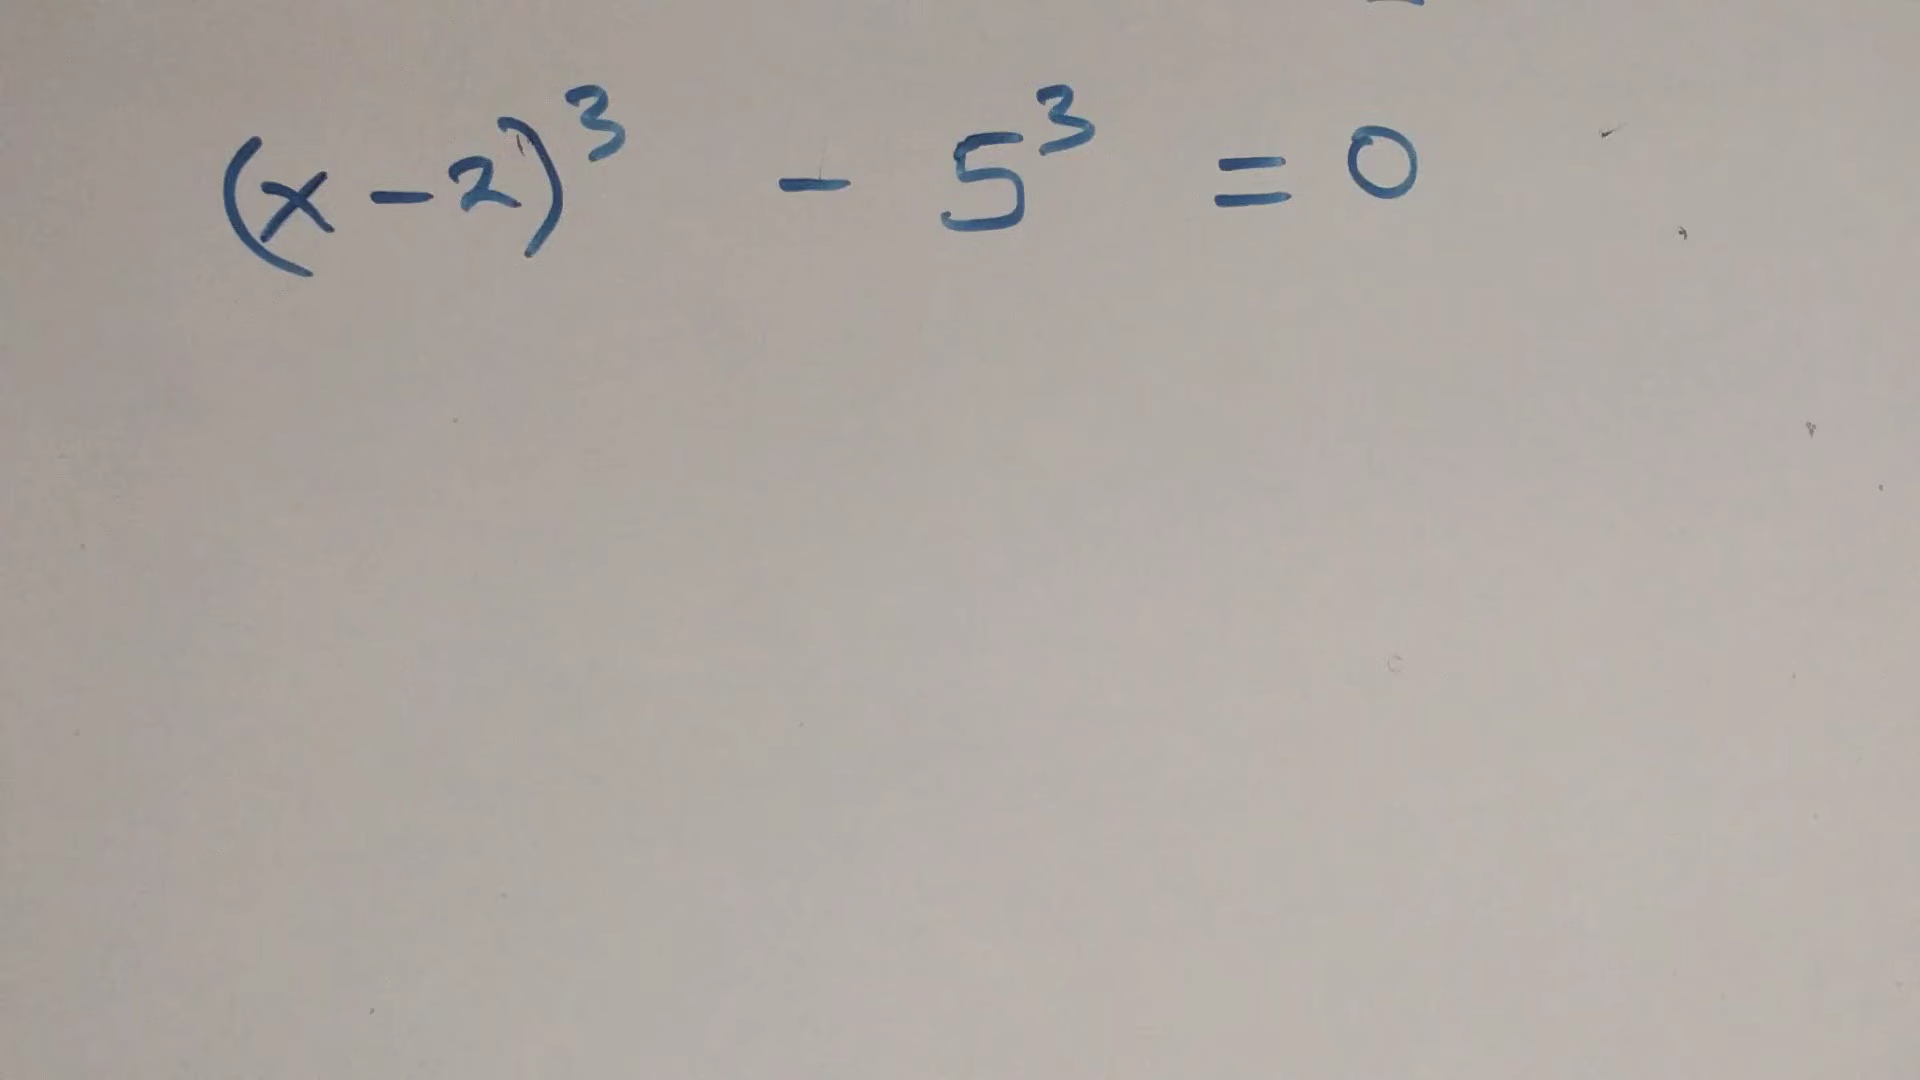 (x-2)³ - 5³ = 0